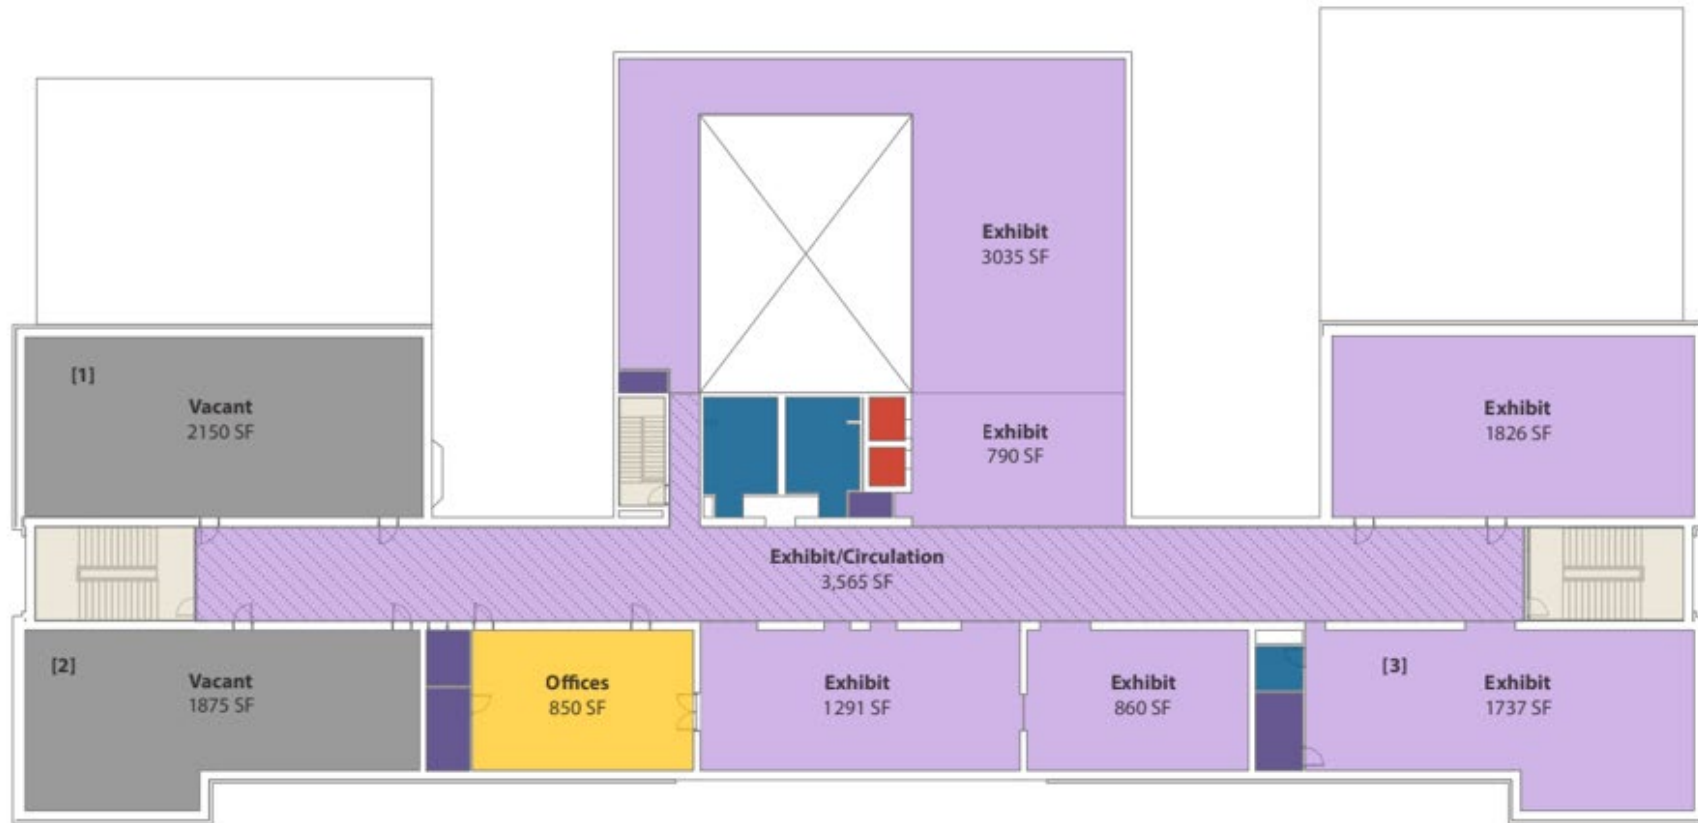 Exhibit
3035 SF
[1]
Vacant
2150 SF
Exhibit
790 SF
Exhibit
1826 SF
Exhibit/Circulation
3,565 SF
[2]
Vacant
1875 SF
Offices
850 SF
Exhibit
1291 SF
Exhibit
860 SF
[3]
Exhibit
1737 SF